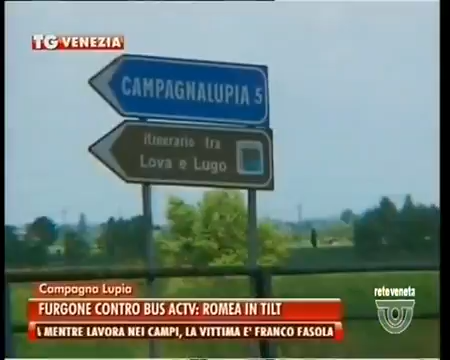 TG VENEZIA
CAMPAGNALUPIA 5
itinerario fra
Lova e Lugo
Campagna Lupia
FURGONE CONTRO BUS ACTV: ROMEA IN TILT
MENTRE LAVORA NEI CAMPI, LA VITTIMA E' FRANCO FASOLA
reteveneta